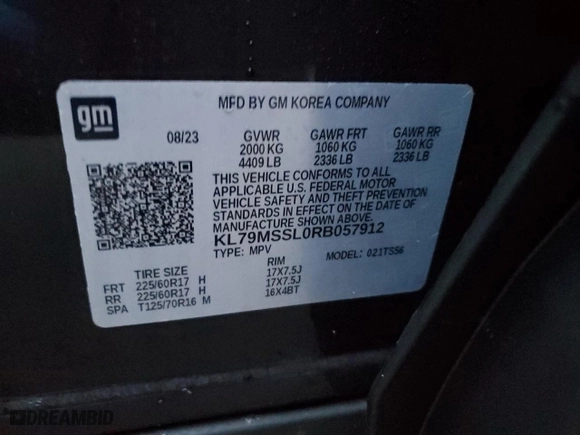 gm
MFD BY GM KOREA COMPANY
08/23 GVWR GAWR FRT GAWR RR
2000 KG 1060 KG 1060 KG
4409 LB 2336 LB 2336 LB
THIS VEHICLE CONFORMS TO ALL
APPLICABLE U.S. FEDERAL MOTOR
VEHICLE SAFETY AND THEFT PREVENTION
STANDARDS IN EFFECT ON THE DATE OF
MANUFACTURE SHOWN ABOVE.
KL79MSSL0RB057912
TYPE: MPV MODEL: 021TS56
TIRE SIZE RIM
FRT 225/60R17 H 17X7.5J
RR 225/60R17 H 17X7.5J
SPA T125/70R16 M 16X4BT
DREAMBID